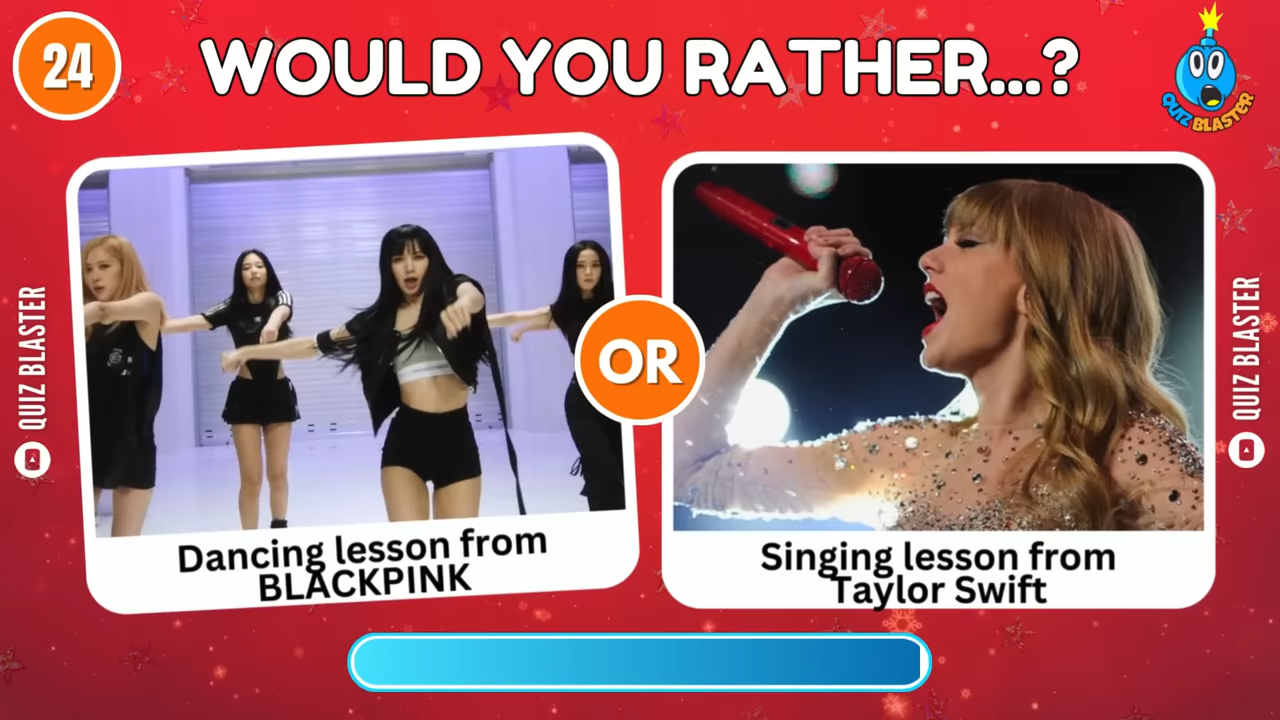 24
WOULD YOU RATHER...?
QUIZ BLASTER
OR
Dancing lesson from
BLACKPINK
Singing lesson from
Taylor Swift
QUIZ BLASTER
QUIZ BLASTER